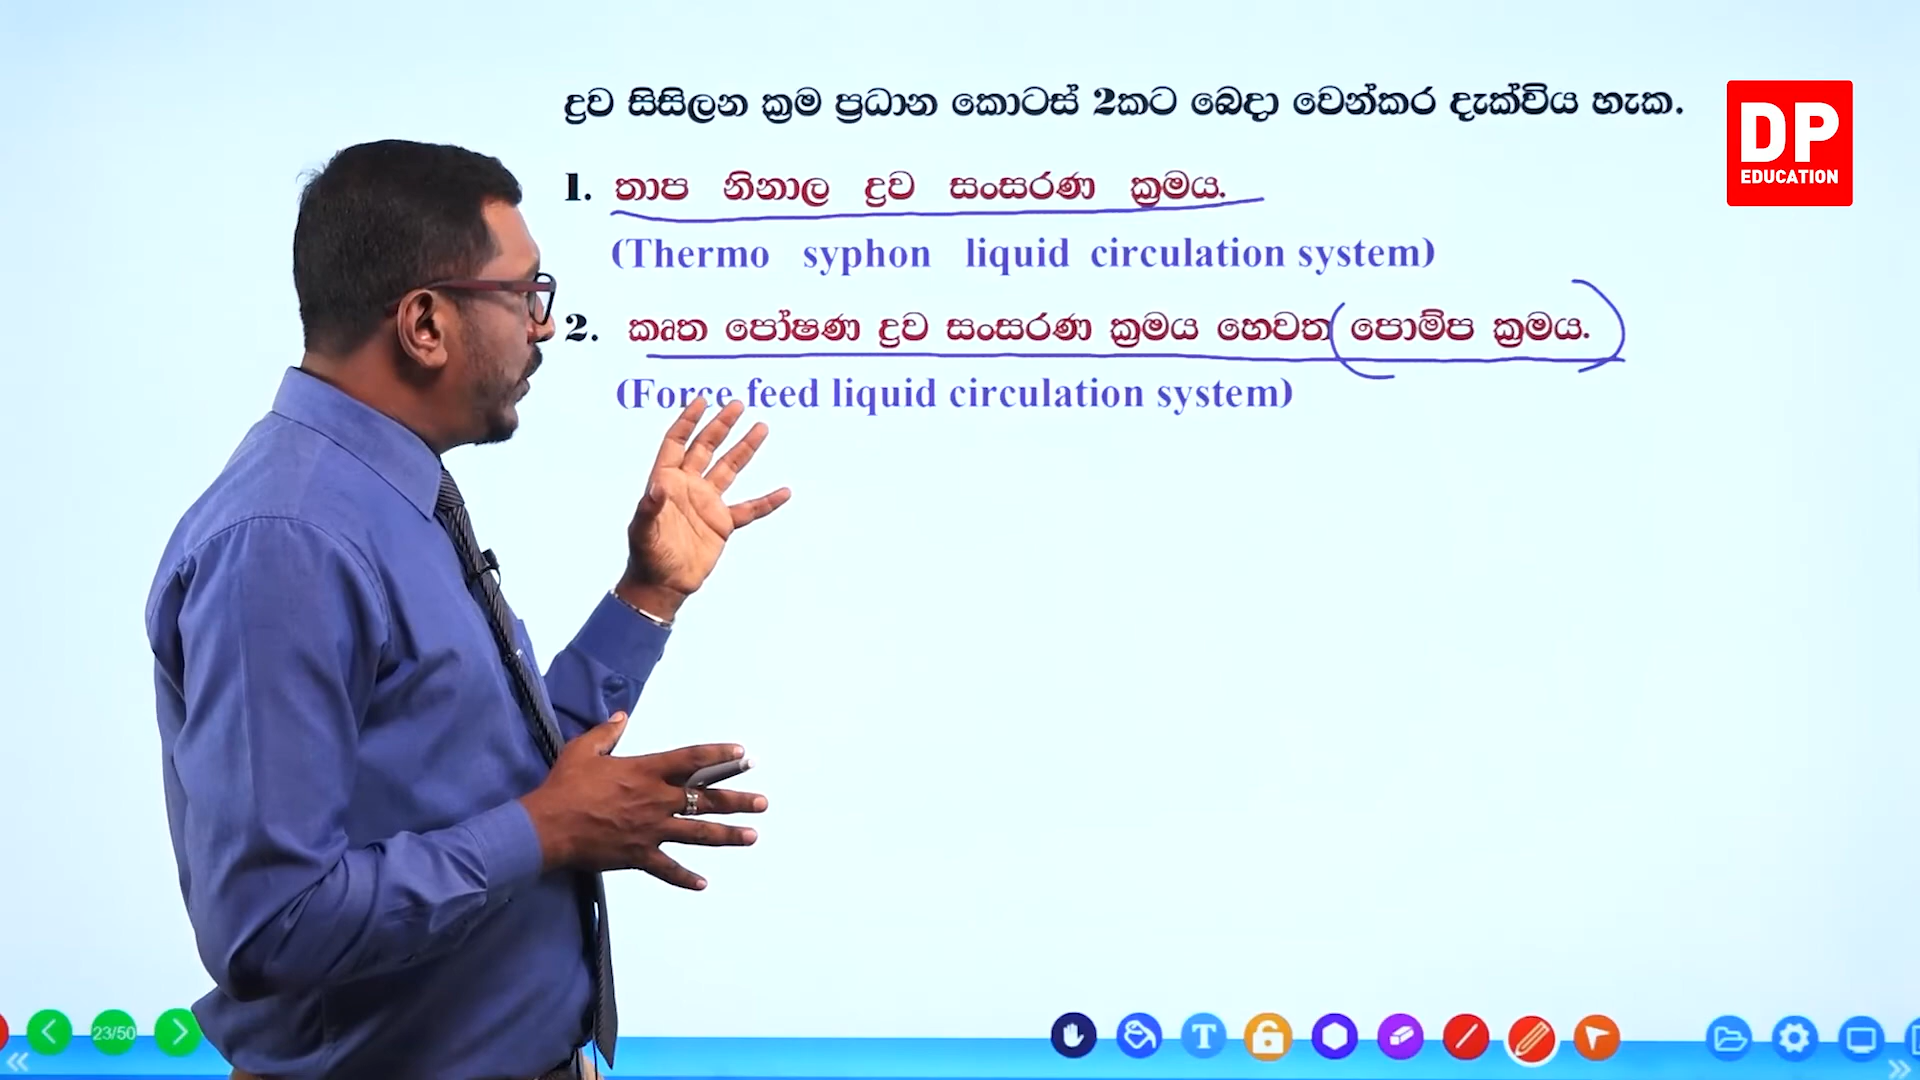 ද්‍රව සිසිලන ක්‍රම ප්‍රධාන කොටස් 2කට බෙදා වෙන්කර දැක්විය හැක.
DP
EDUCATION
1. තාප නිනාල ද්‍රව සංසරණ ක්‍රමය.
(Thermo syphon liquid circulation system)
2. කෘත පෝෂණ ද්‍රව සංසරණ ක්‍රමය හෙවත් පොම්ප ක්‍රමය.
(Force feed liquid circulation system)
23/50
T